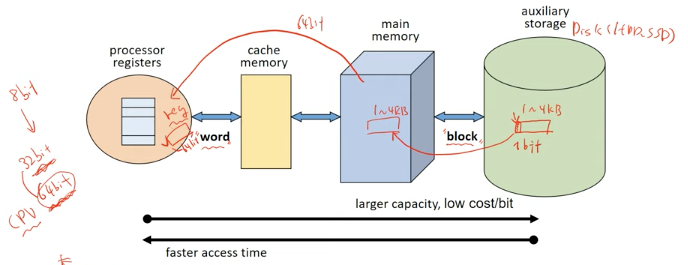 64bit
auxiliary
storage
Disk (HDD, SSD)
processor
registers
cache
memory
main
memory
8bit
reg
64bit
"word"
1~4KB
"block"
1~4KB
1bit
32bit
64bit
CPU
larger capacity, low cost/bit
faster access time